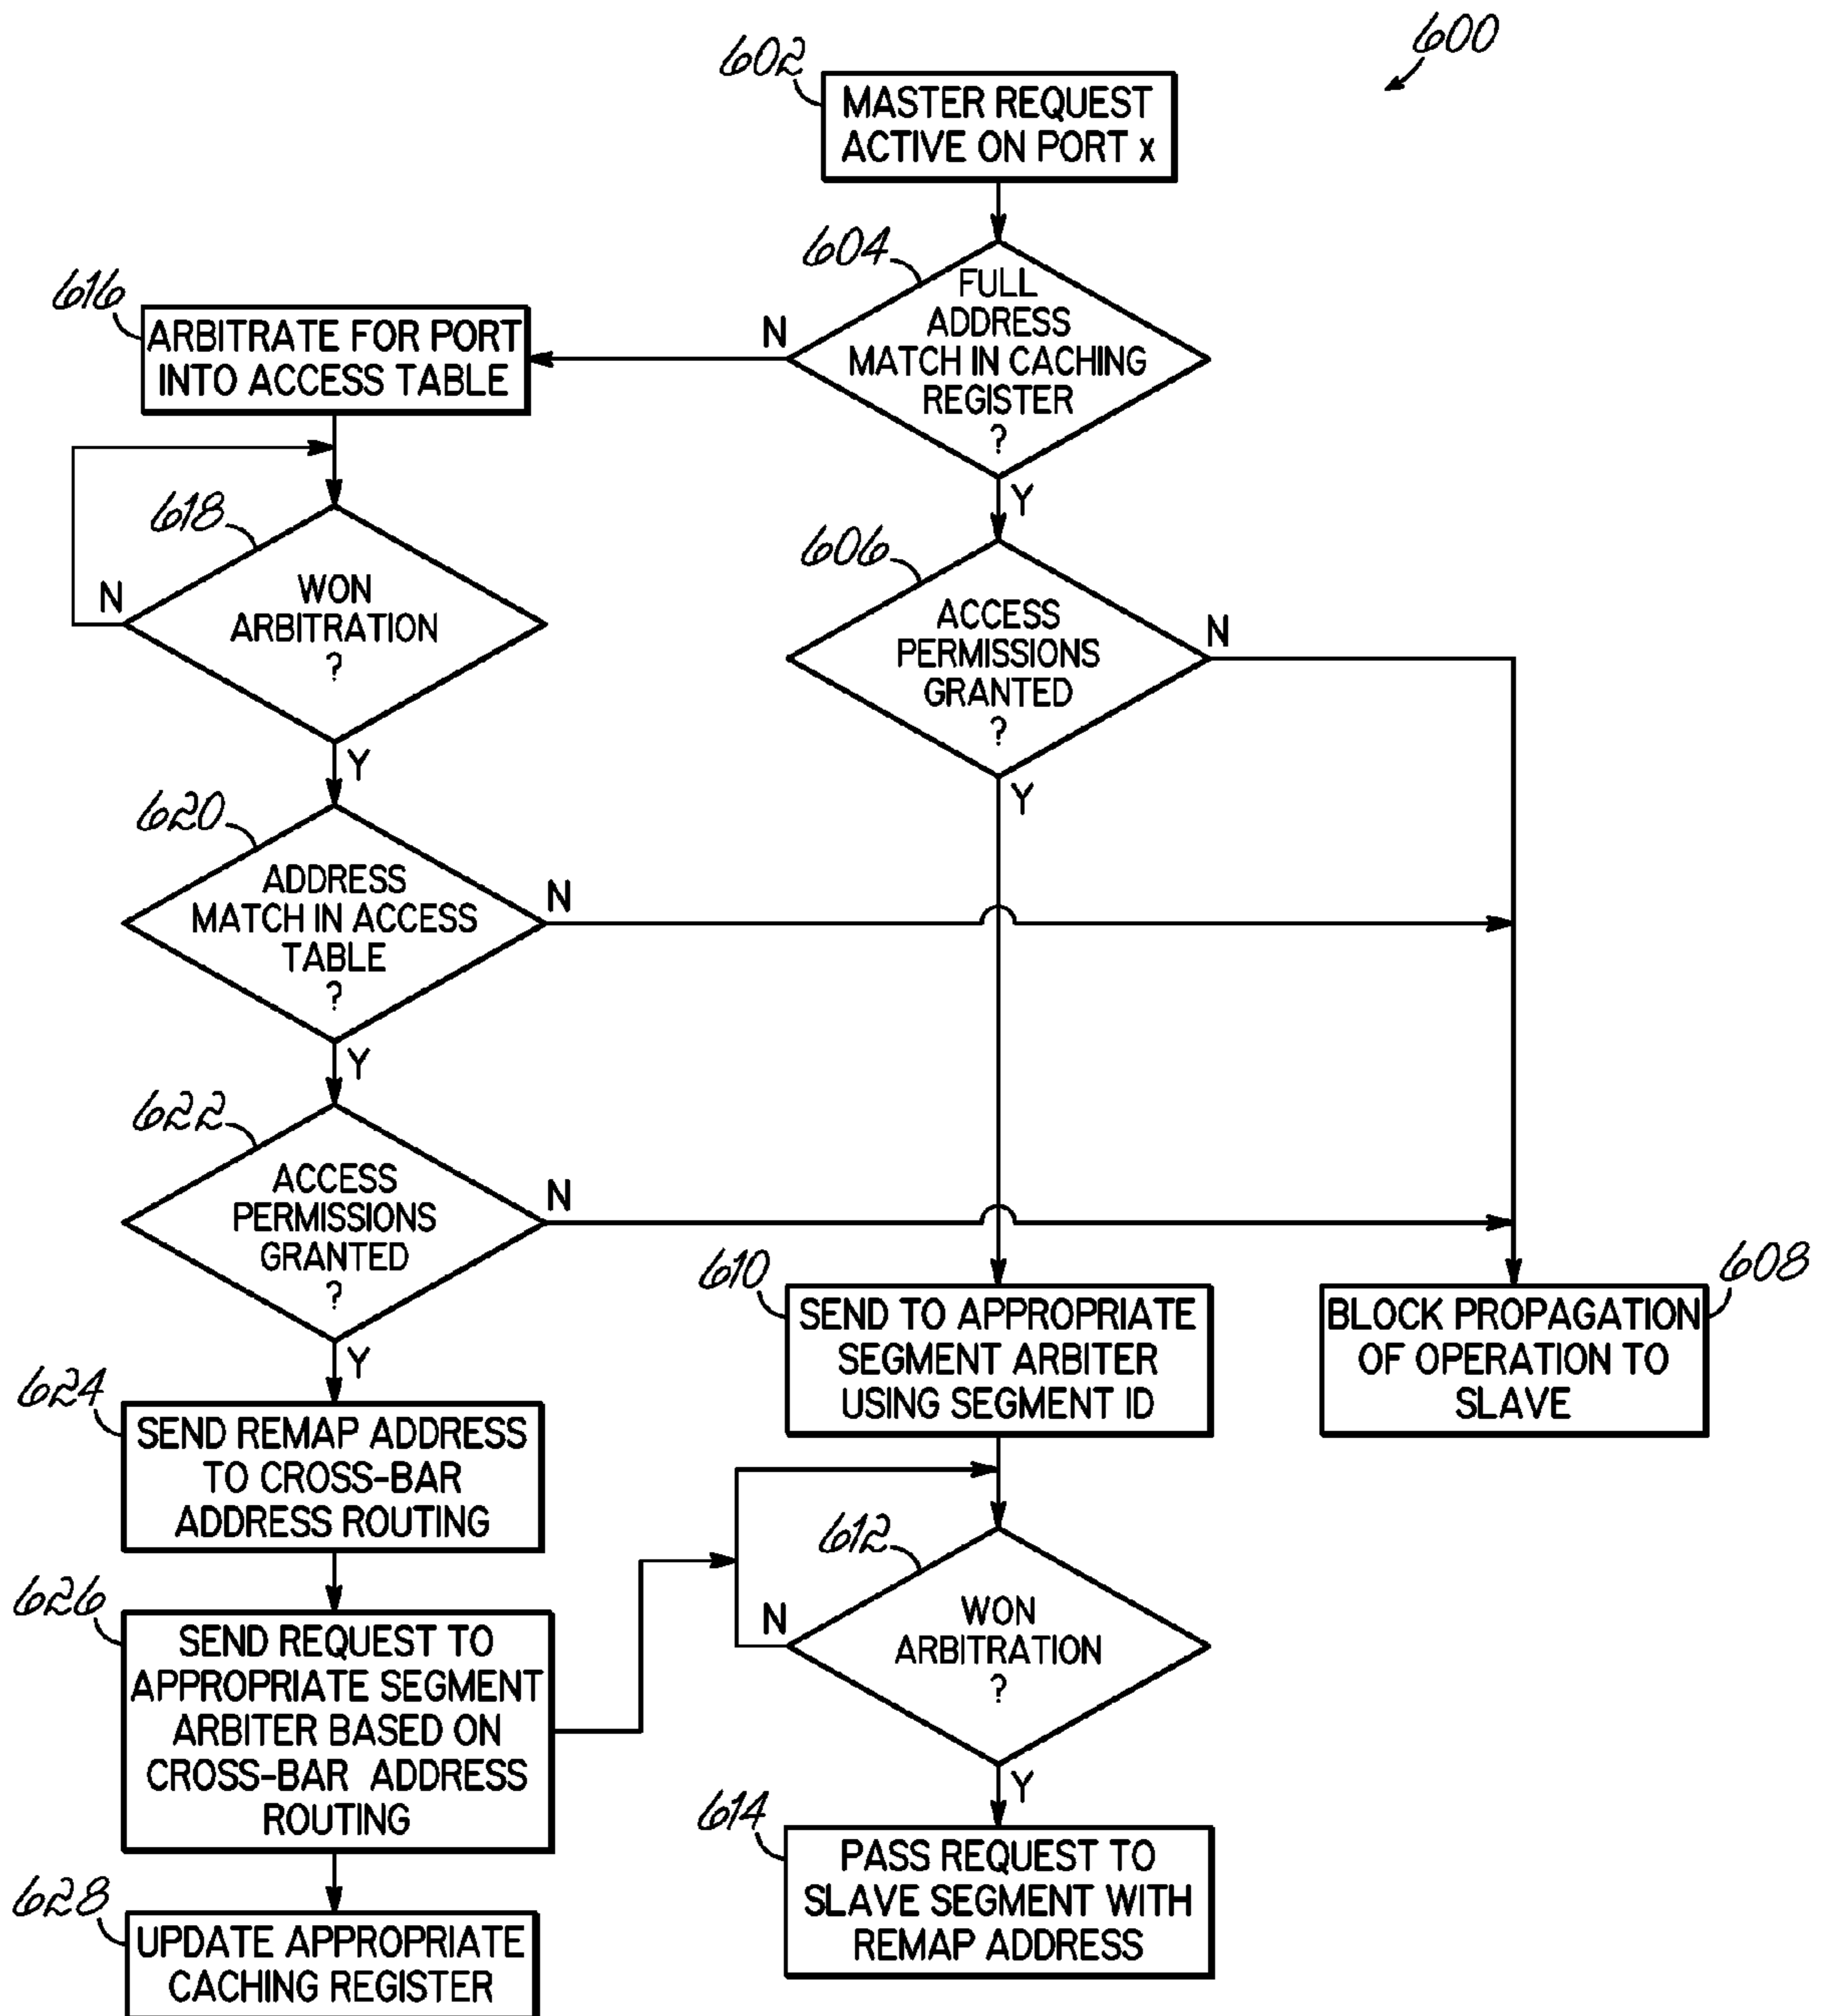 600
602
MASTER REQUEST
ACTIVE ON PORT x
604
FULL
ADDRESS
MATCH IN CACHING
REGISTER
?
N
Y
616
ARBITRATE FOR PORT
INTO ACCESS TABLE
618
WON
ARBITRATION
?
N
Y
606
ACCESS
PERMISSIONS
GRANTED
?
N
Y
620
ADDRESS
MATCH IN ACCESS
TABLE
?
N
Y
622
ACCESS
PERMISSIONS
GRANTED
?
N
Y
610
SEND TO APPROPRIATE
SEGMENT ARBITER
USING SEGMENT ID
608
BLOCK PROPAGATION
OF OPERATION TO
SLAVE
624
SEND REMAP ADDRESS
TO CROSS-BAR
ADDRESS ROUTING
612
WON
ARBITRATION
?
N
Y
626
SEND REQUEST TO
APPROPRIATE SEGMENT
ARBITER BASED ON
CROSS-BAR ADDRESS
ROUTING
614
PASS REQUEST TO
SLAVE SEGMENT WITH
REMAP ADDRESS
628
UPDATE APPROPRIATE
CACHING REGISTER